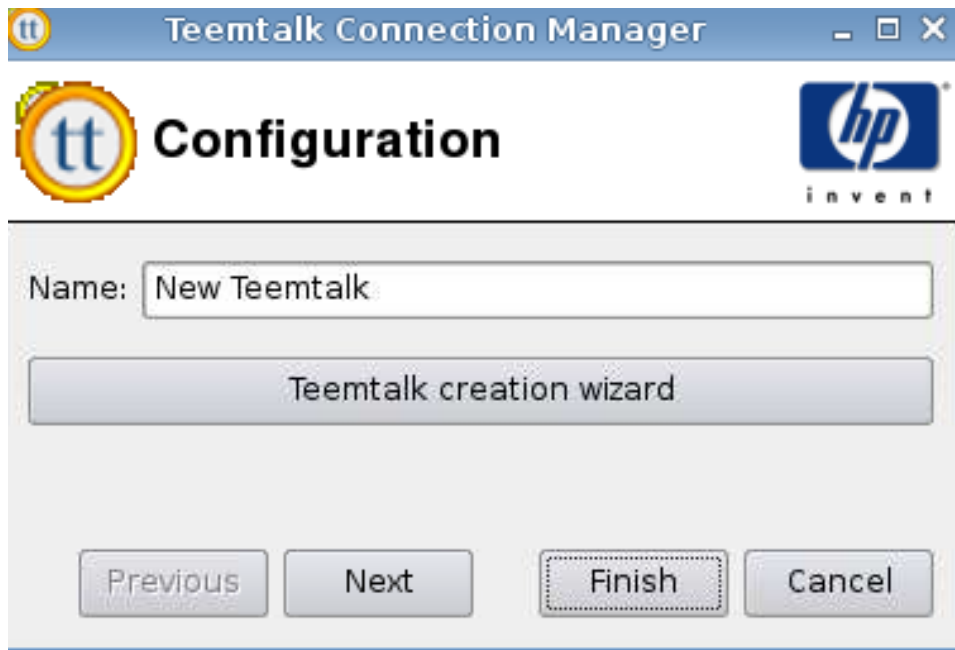 tt Teemtalk Connection Manager
tt Configuration hp
invent
Name: New Teemtalk
Teemtalk creation wizard
Previous Next Finish Cancel